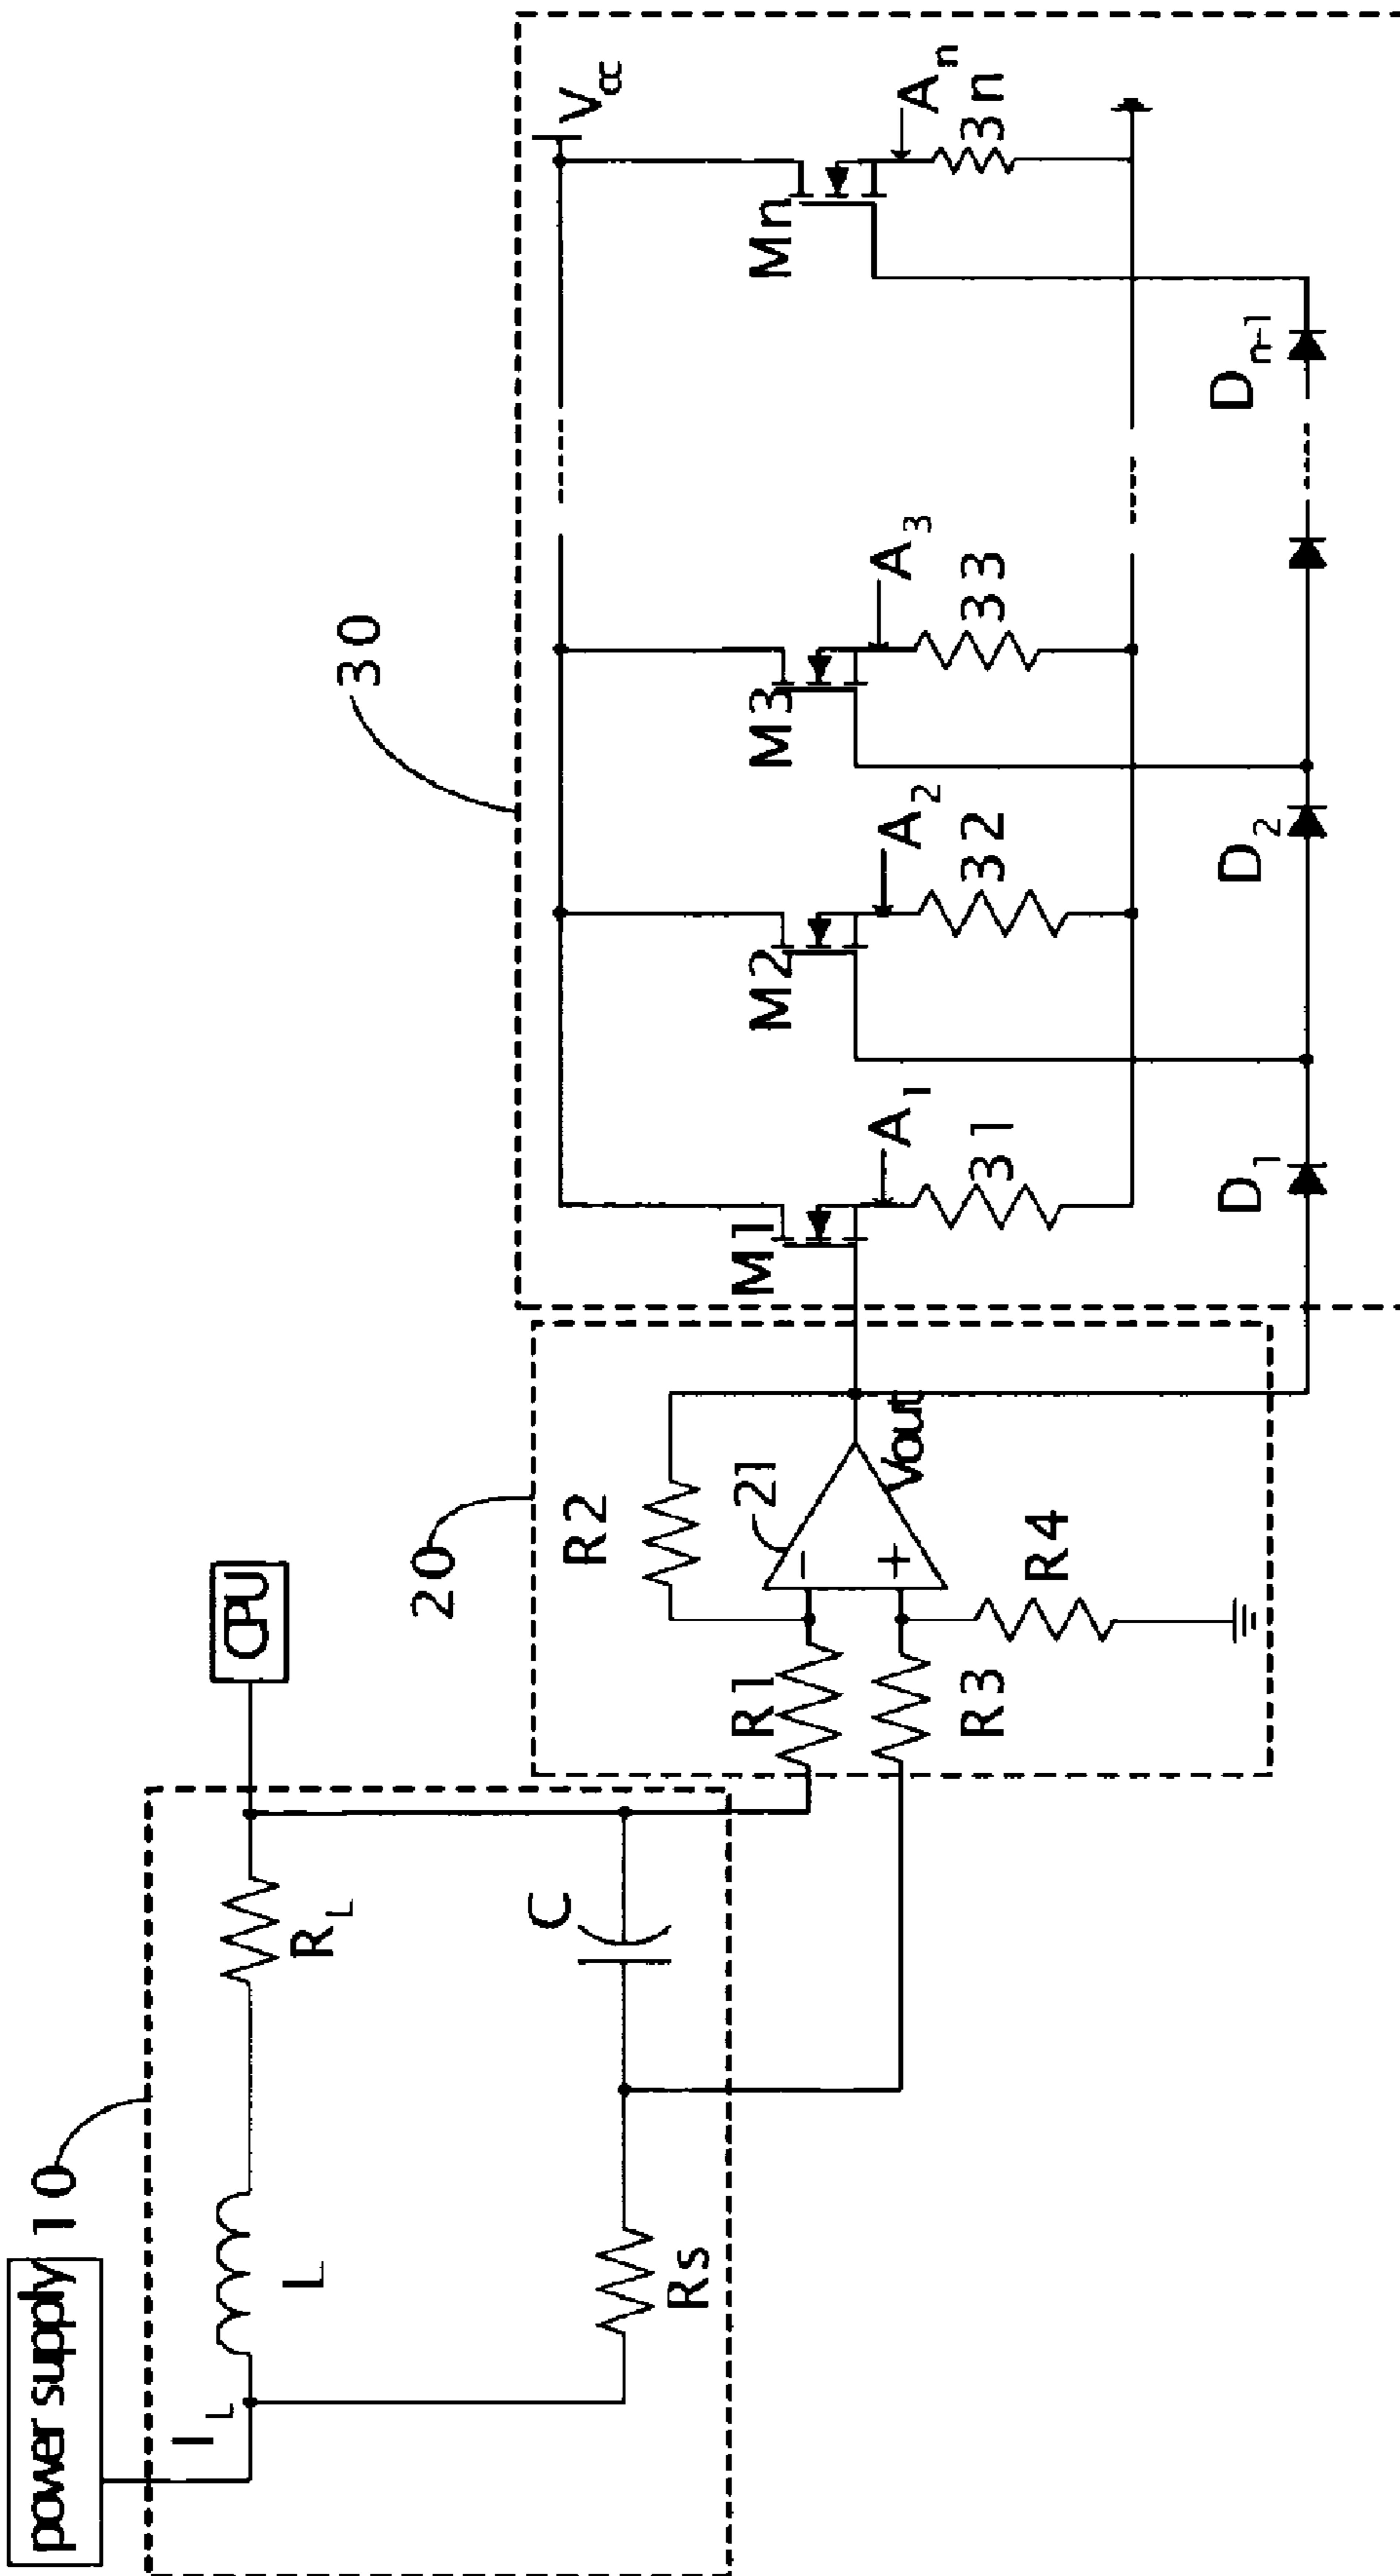 power supply
10
I_L
L
R_L
CPU
Rs
C
20
R1
R2
R3
R4
21
Vout
30
V_cc
M1
M2
M3
Mn
A_1
A_2
A_3
A_n
31
32
33
3n
D_1
D_2
D_n-1